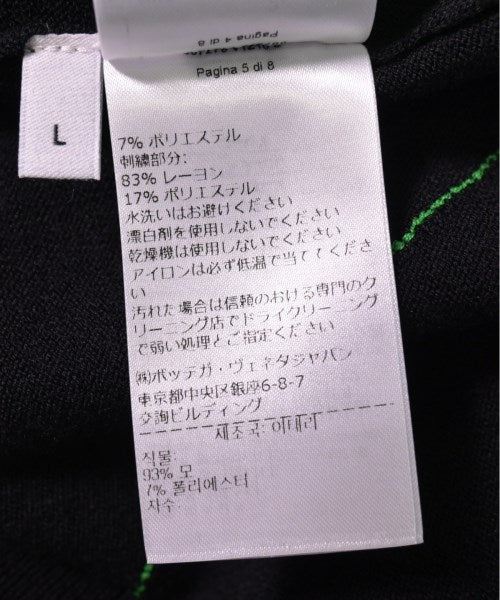 Pagina 4 di 8
L
Pagina 5 di 8
7% ポリエステル
刺繍部分:
83% レーヨン
17% ポリエステル
水洗いはお避けください
漂白剤を使用しないでください
乾燥機は使用しないでください
アイロンは必ず低温で当ててくださ
い
汚れた場合は信頼のおける専門のク
リーニング店でドライクリーニング
で弱い処理とご指定ください
㈱ボッテガ・ヴェネタジャパン
東京都中央区銀座6-8-7
交詢ビルディング
제조국: 이태리
직물:
93% 모
7% 폴리에스터
자수: